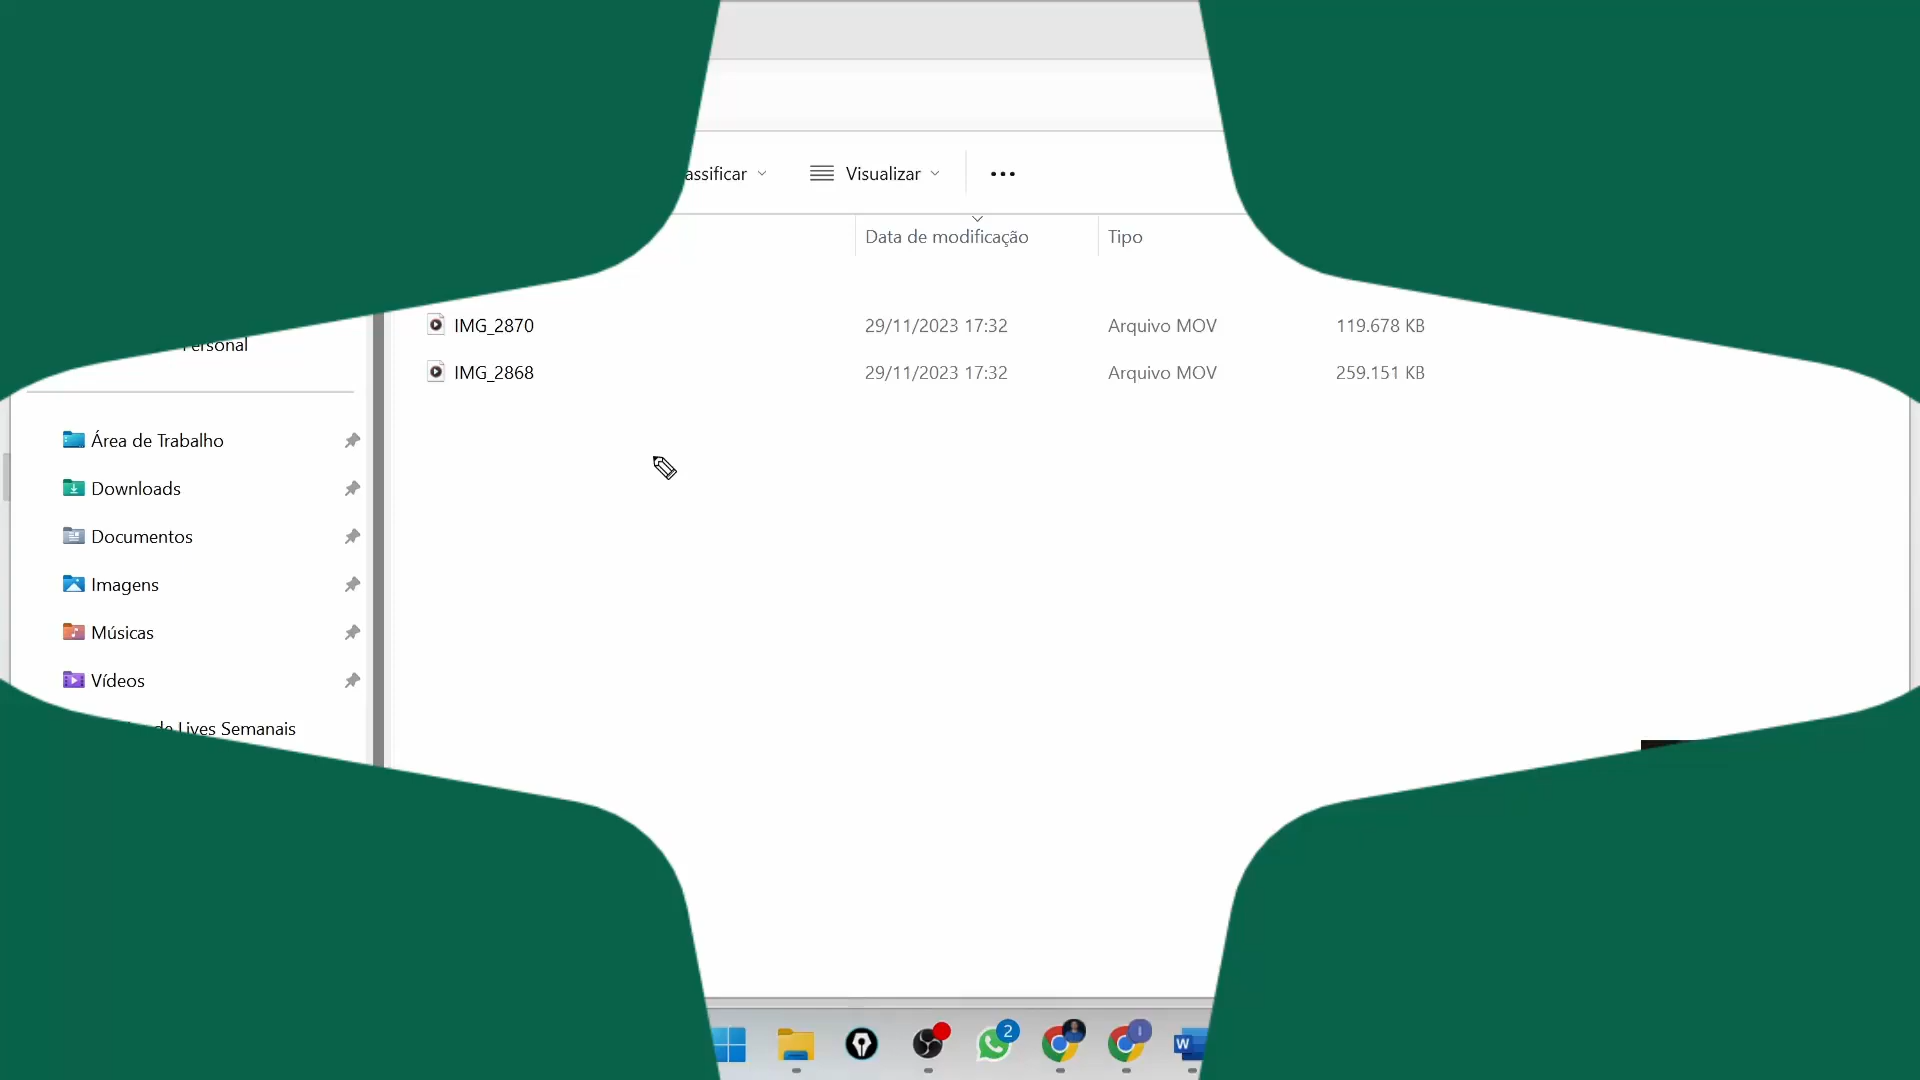 Visualizar
Data de modificação Tipo
IMG_2870 29/11/2023 17:32 Arquivo MOV 119.678 KB
IMG_2868 29/11/2023 17:32 Arquivo MOV 259.151 KB
Área de Trabalho
Downloads
Documentos
Imagens
Músicas
Vídeos
Lives Semanais
2
I
W